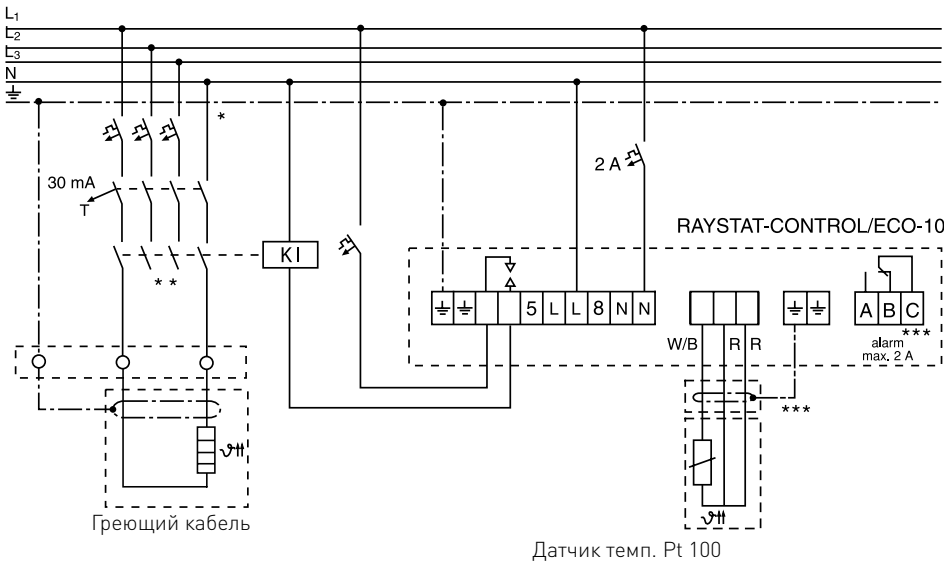 L₁
L₂
L₃
N
*
30 mA
T
2 A
RAYSTAT-CONTROL/ECO-10
KI
* *
5 L L 8 N N
A B C
W/B R R
***
alarm
max. 2 A
***
ϑ
ϑ
Греющий кабель
Датчик темп. Pt 100